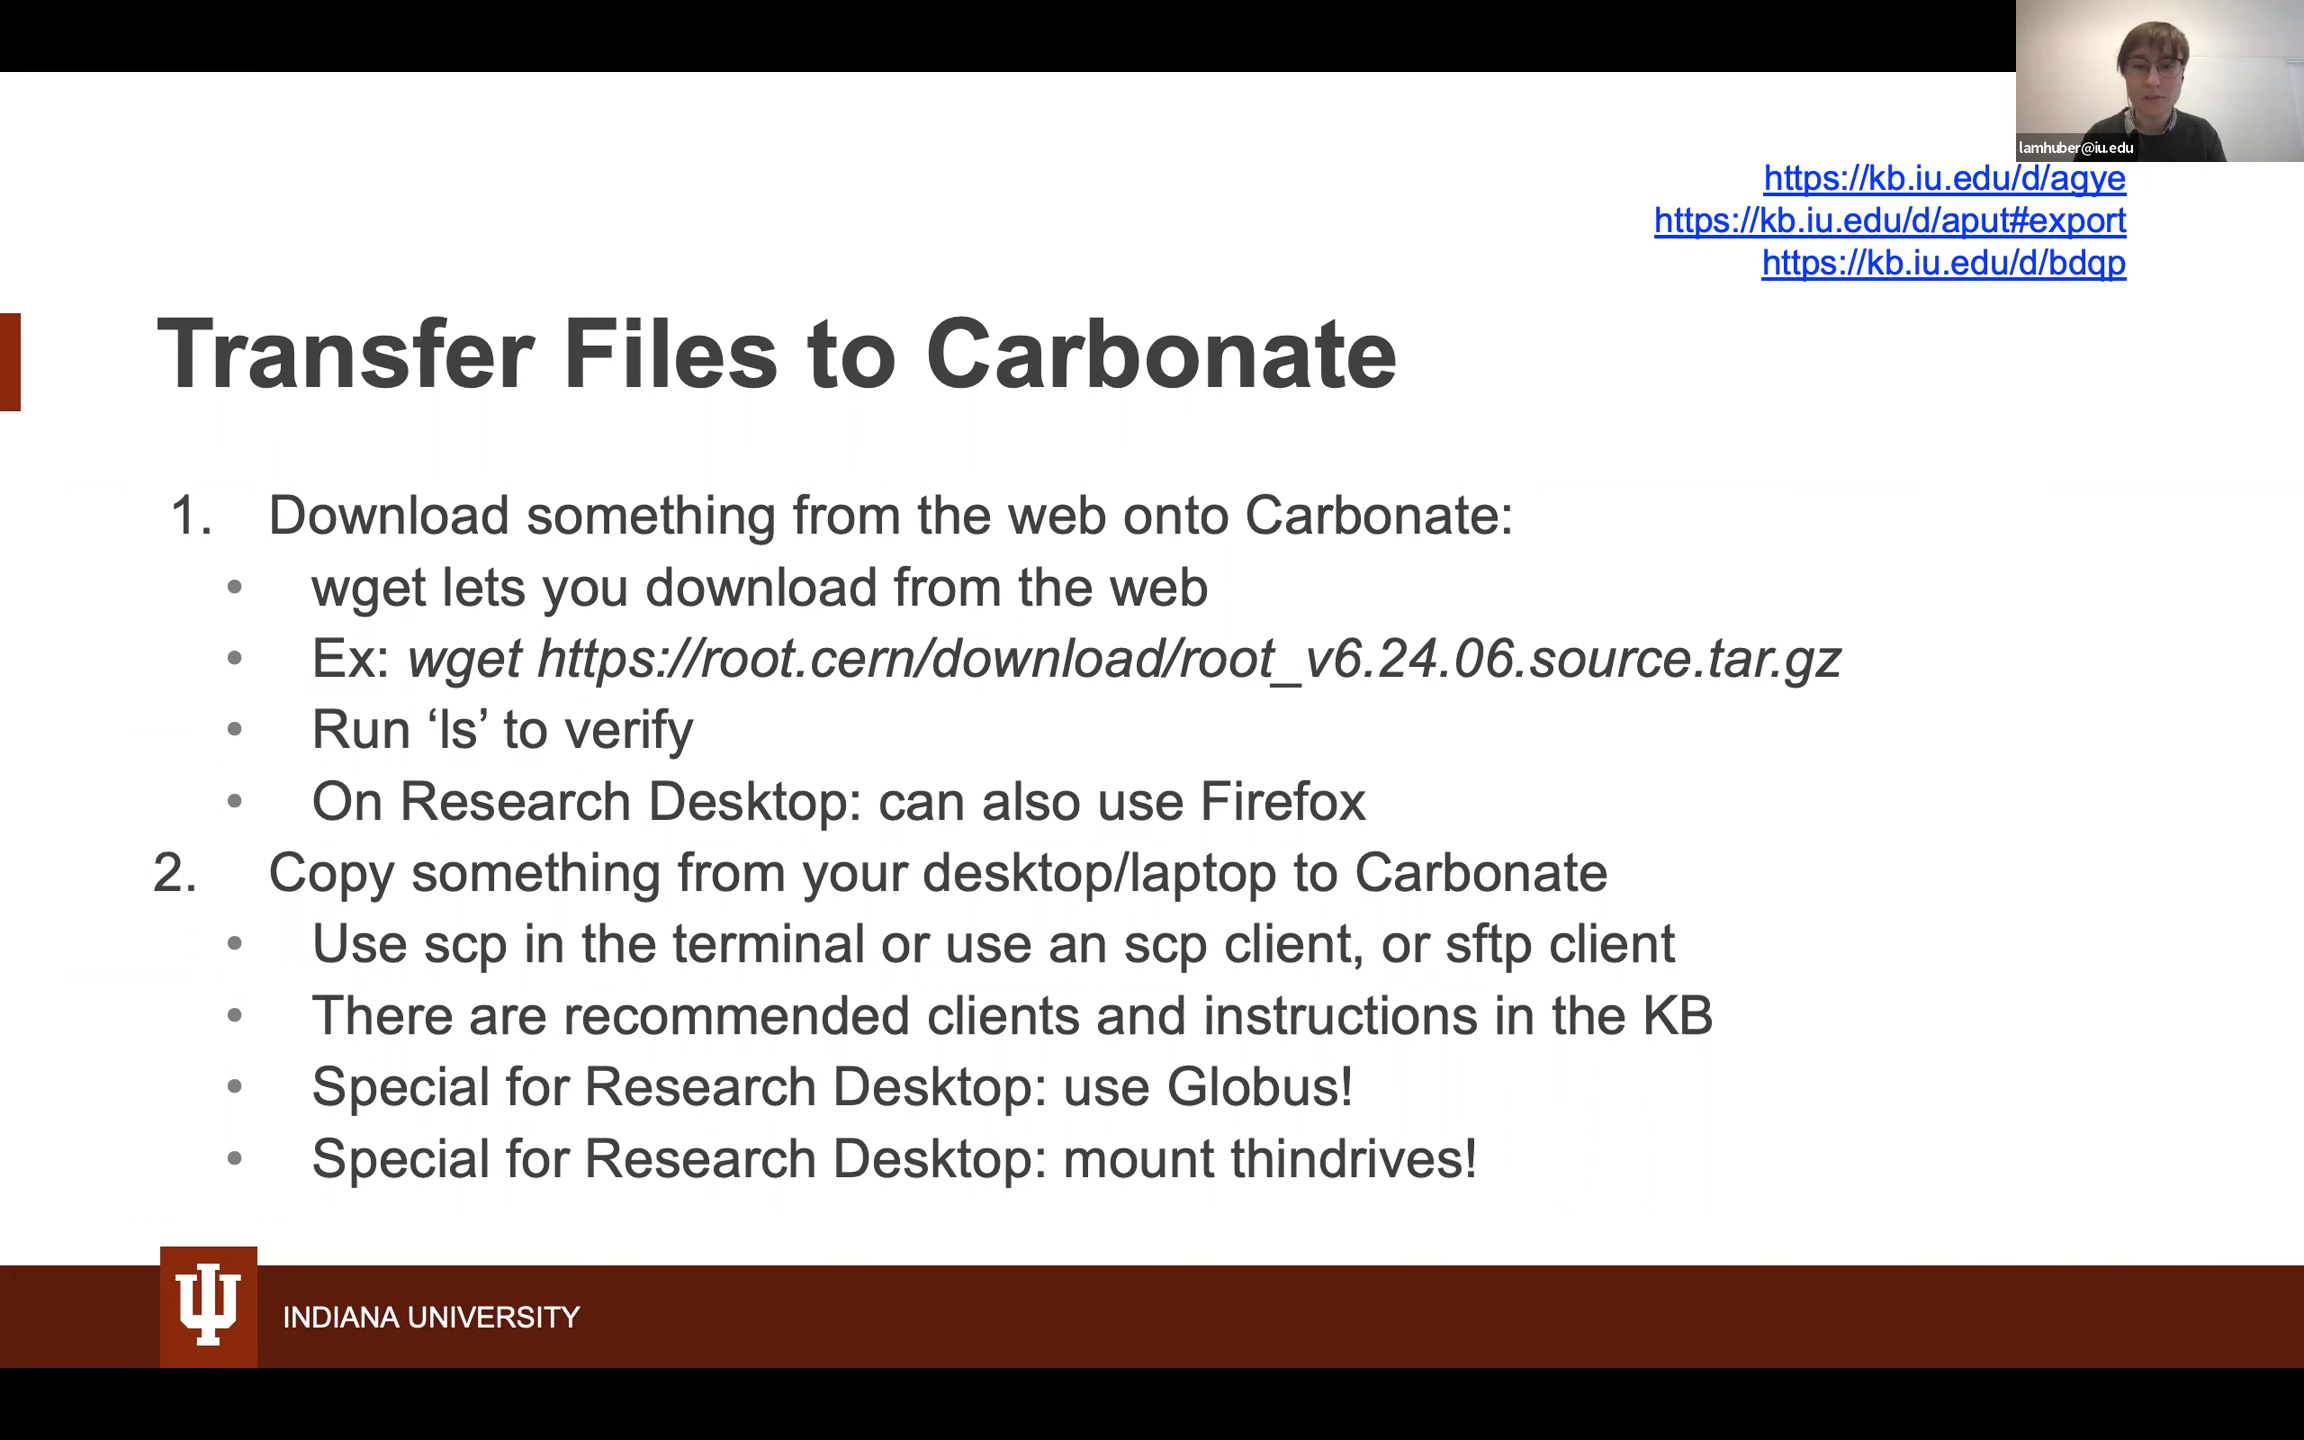 lamhuber@iu.edu
https://kb.iu.edu/d/agye
https://kb.iu.edu/d/aput#export
https://kb.iu.edu/d/bdqp
Transfer Files to Carbonate
1. Download something from the web onto Carbonate:
• wget lets you download from the web
• Ex: wget https://root.cern/download/root_v6.24.06.source.tar.gz
• Run ‘ls’ to verify
• On Research Desktop: can also use Firefox
2. Copy something from your desktop/laptop to Carbonate
• Use scp in the terminal or use an scp client, or sftp client
• There are recommended clients and instructions in the KB
• Special for Research Desktop: use Globus!
• Special for Research Desktop: mount thindrives!
INDIANA UNIVERSITY